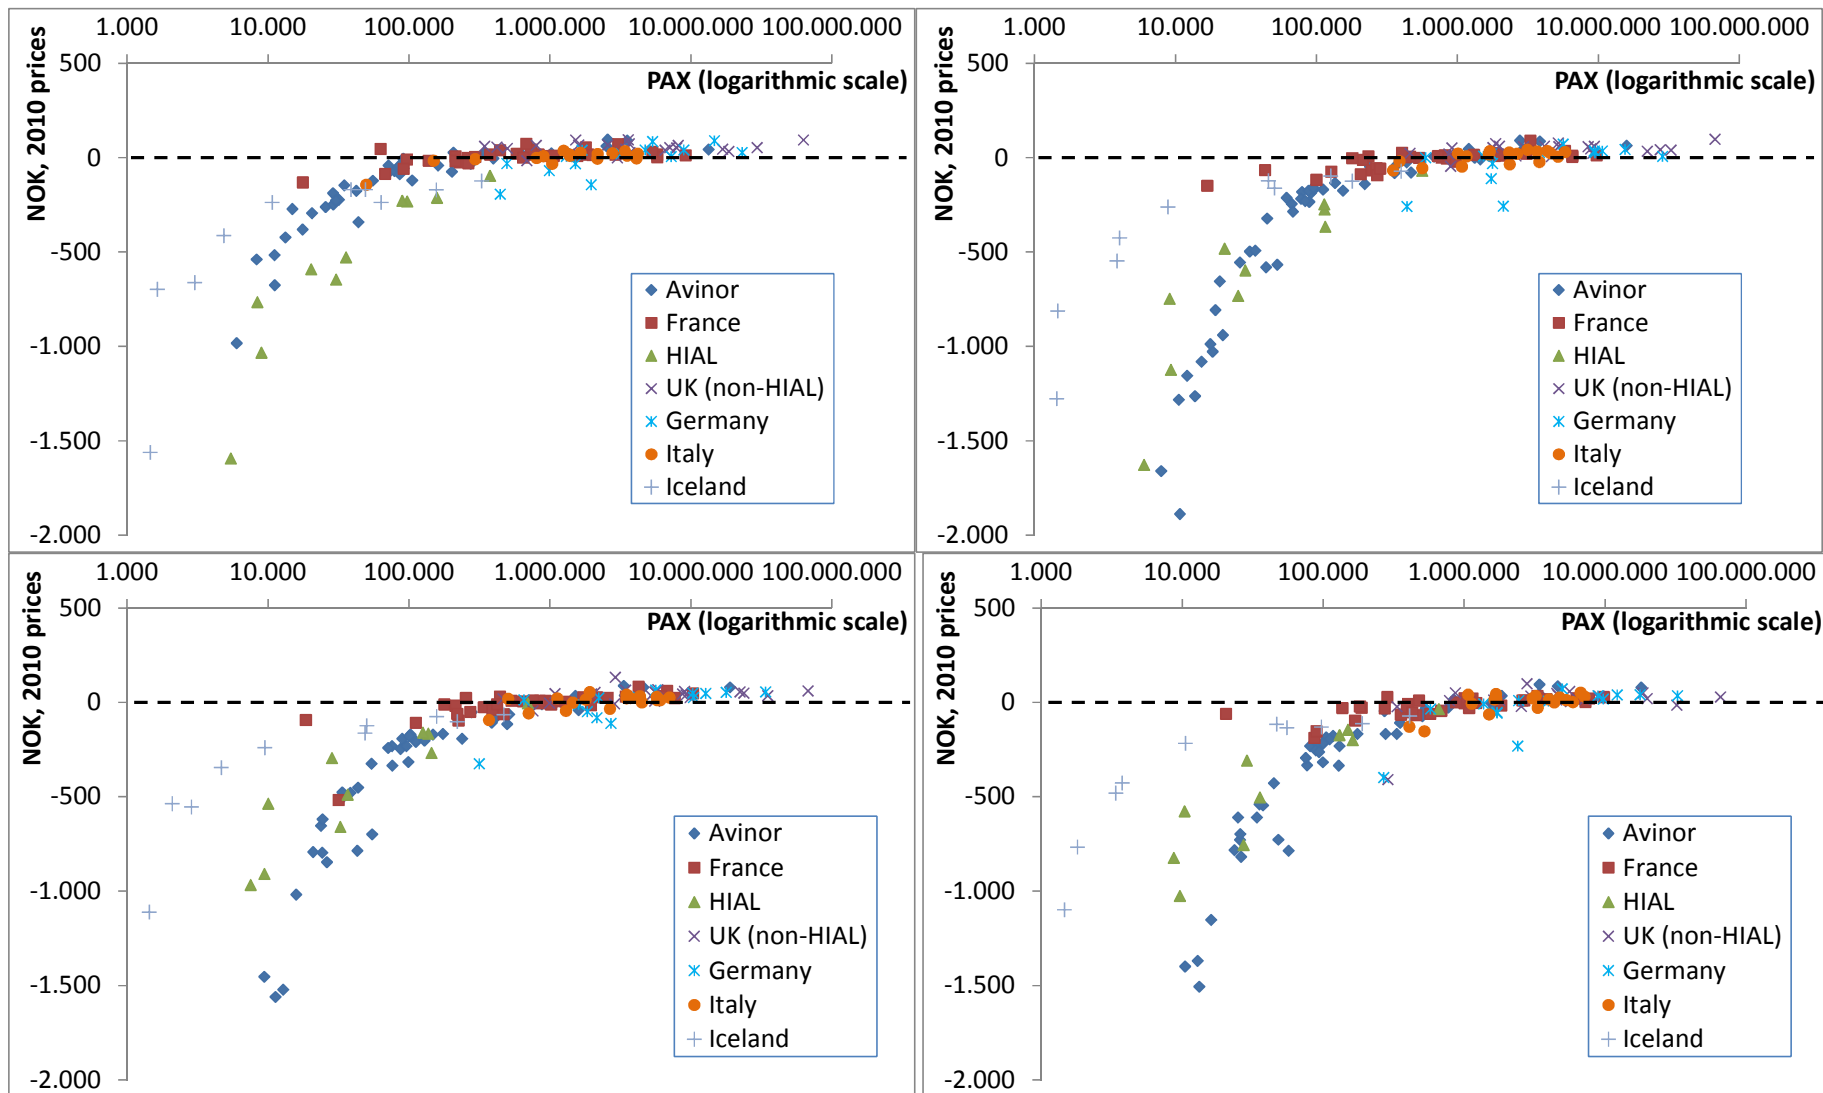 1.000 10.000 100.000 1.000.000 10.000.000 100.000.000
500
0
-500
-1.000
-1.500
-2.000
NOK, 2010 prices
PAX (logarithmic scale)
Avinor
France
HIAL
UK (non-HIAL)
Germany
Italy
Iceland
1.000 10.000 100.000 1.000.000 10.000.000 100.000.000
500
0
-500
-1.000
-1.500
-2.000
NOK, 2010 prices
PAX (logarithmic scale)
Avinor
France
HIAL
UK (non-HIAL)
Germany
Italy
Iceland
1.000 10.000 100.000 1.000.000 10.000.000 100.000.000
500
0
-500
-1.000
-1.500
-2.000
NOK, 2010 prices
PAX (logarithmic scale)
Avinor
France
HIAL
UK (non-HIAL)
Germany
Italy
Iceland
1.000 10.000 100.000 1.000.000 10.000.000 100.000.000
500
0
-500
-1.000
-1.500
-2.000
NOK, 2010 prices
PAX (logarithmic scale)
Avinor
France
HIAL
UK (non-HIAL)
Germany
Italy
Iceland